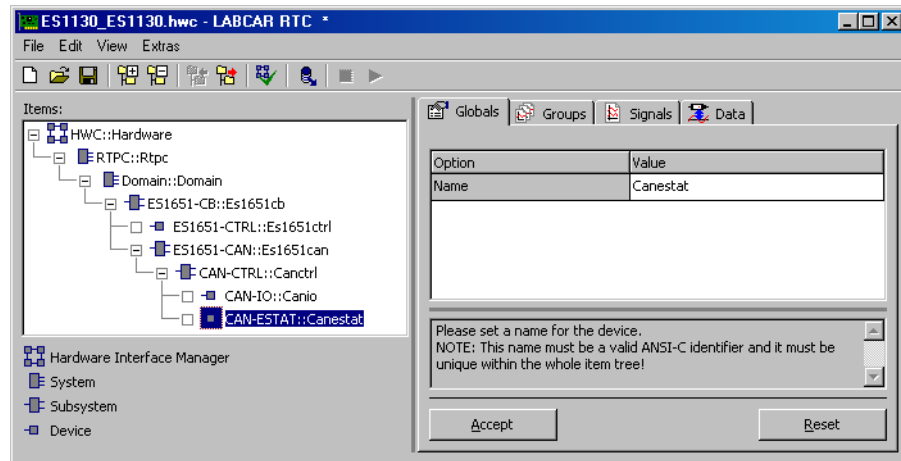 ES1130_ES1130.hwc - LABCAR RTC *
File Edit View Extras
Items:
HWC::Hardware
RTPC::Rtpc
Domain::Domain
ES1651-CB::Es1651cb
ES1651-CTRL::Es1651ctrl
ES1651-CAN::Es1651can
CAN-CTRL::Canctrl
CAN-IO::Canio
CAN-ESTAT::Canestat
Hardware Interface Manager
System
Subsystem
Device
Globals Groups Signals Data
Option Value
Name Canestat
Please set a name for the device.
NOTE: This name must be a valid ANSI-C identifier and it must be
unique within the whole item tree!
Accept Reset